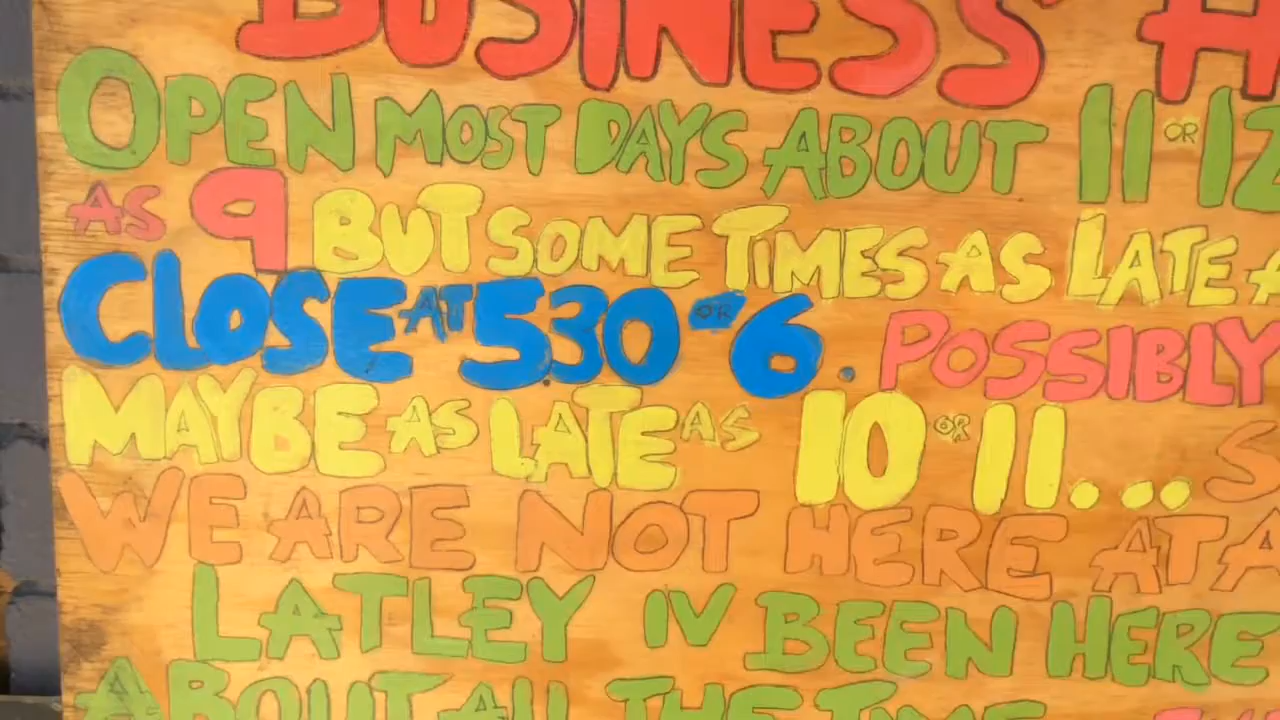 BUSINESS H
OPEN MOST DAYS ABOUT 11 OR 12
AS 9 BUT SOME TIMES AS LATE A
CLOSE AT 530 OR 6. POSSIBLY
MAYBE AS LATE AS 10 OR 11... S
WE ARE NOT HERE AT A
LATLEY IV BEEN HERE
ABOUT ALL THE TIME